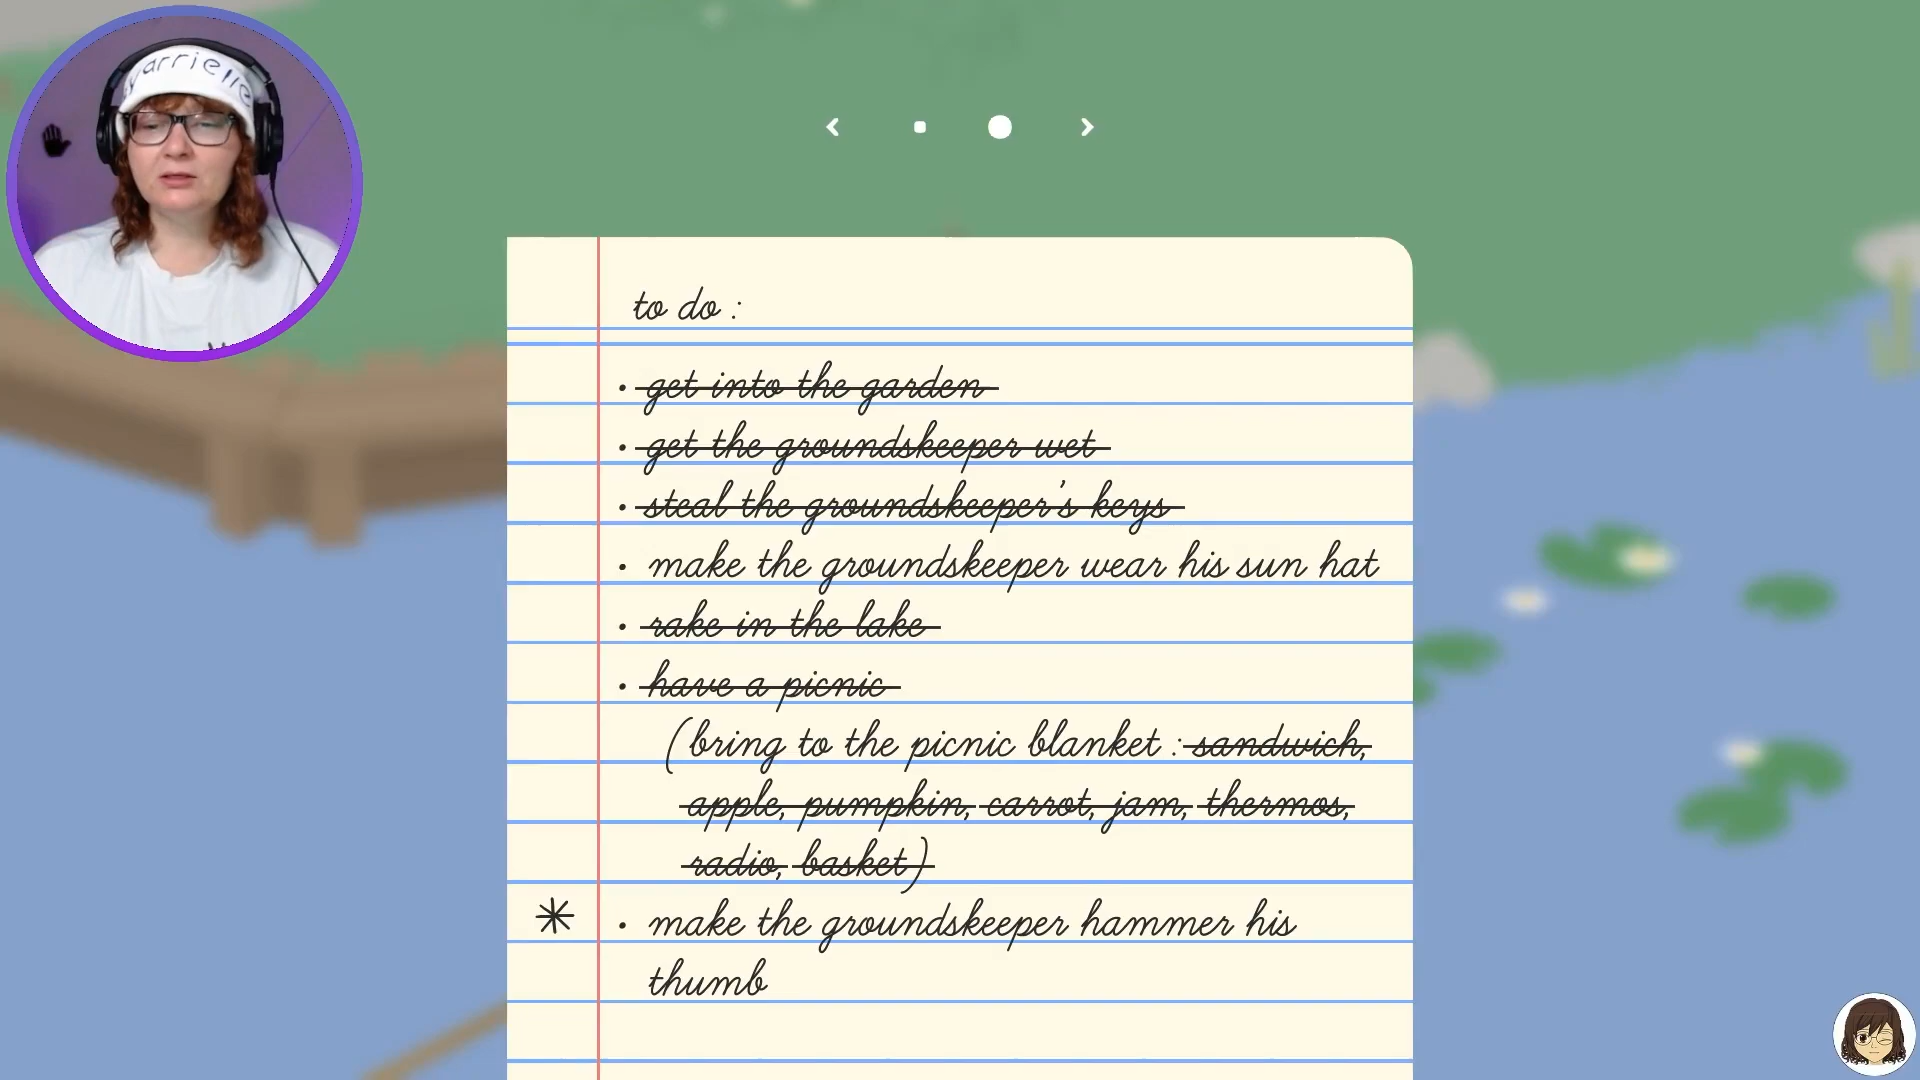 yarrielle
to do :
• get into the garden
• get the groundskeeper wet
• steal the groundskeeper's keys
• make the groundskeeper wear his sun hat
• rake in the lake
• have a picnic
(bring to the picnic blanket : sandwich,
apple, pumpkin, carrot, jam, thermos,
radio, basket)
* • make the groundskeeper hammer his
thumb